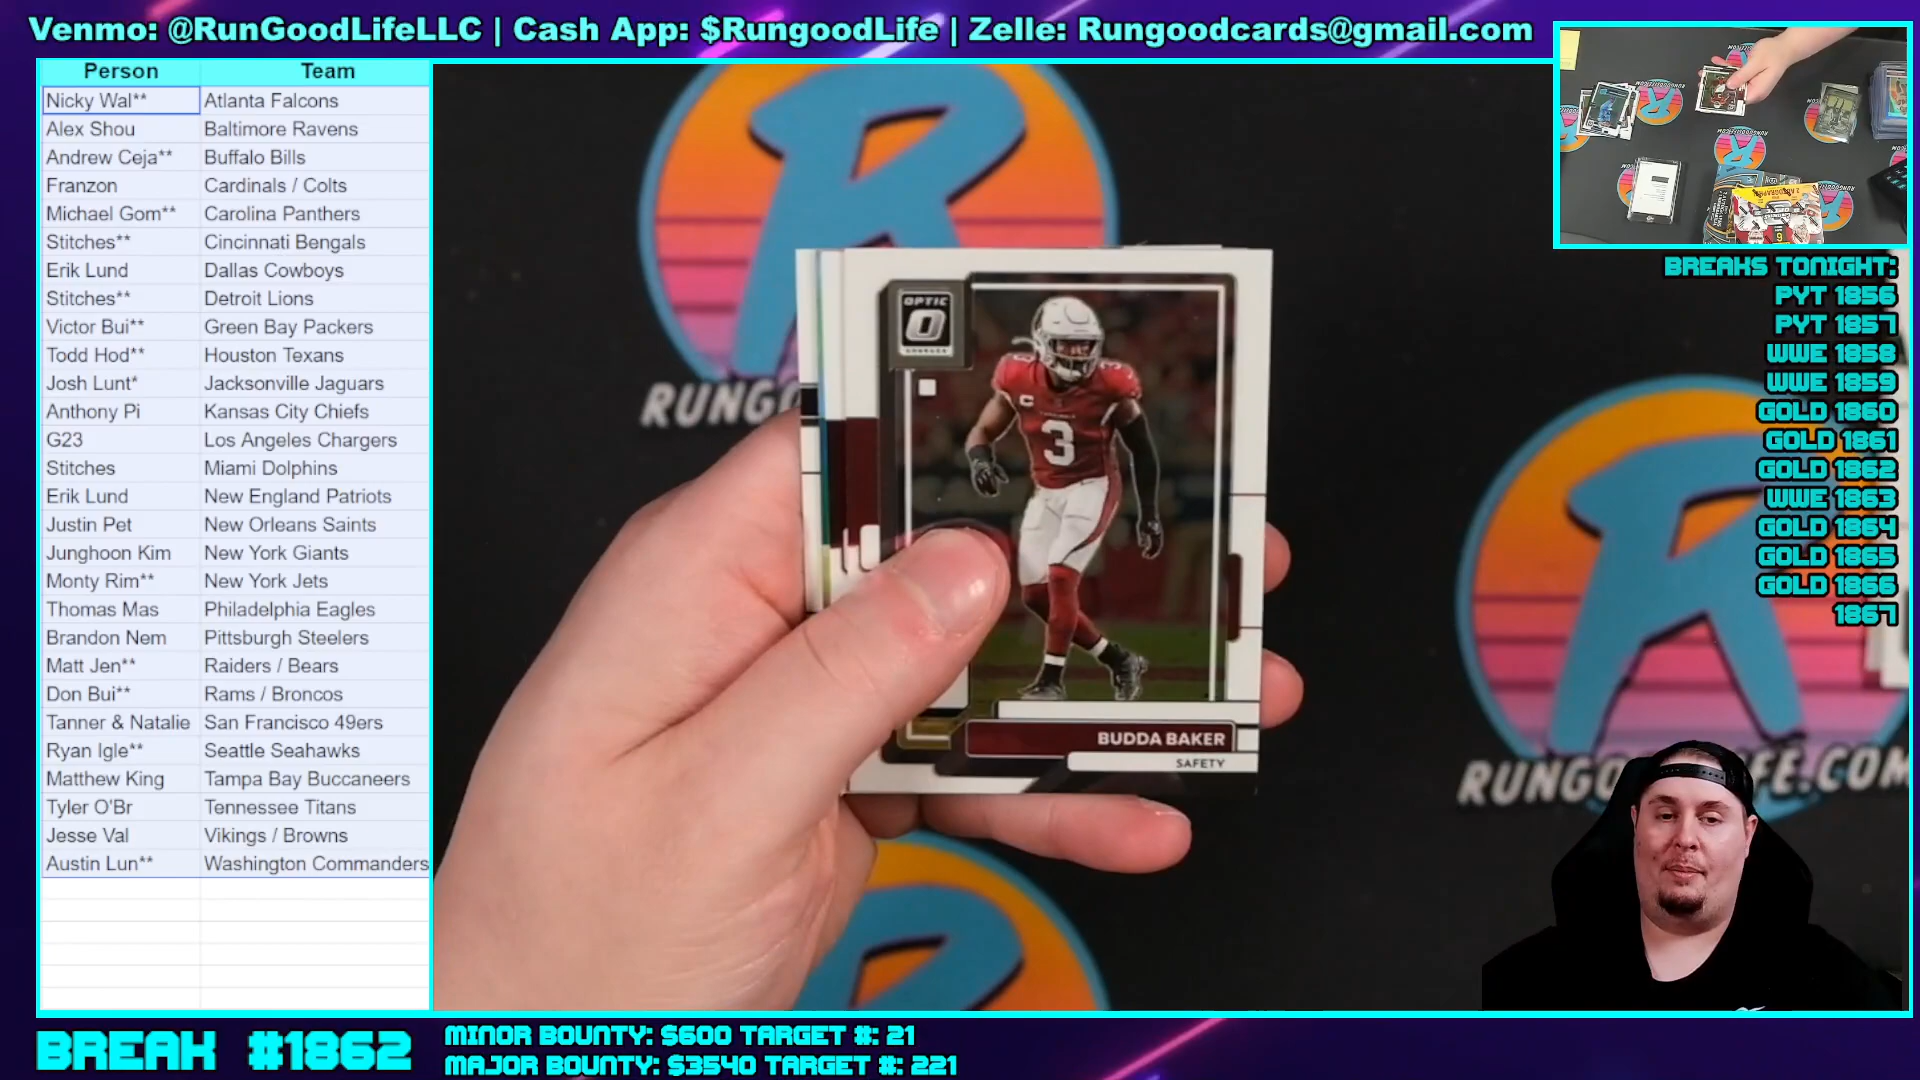 Venmo: @RunGoodLifeLLC | Cash App: $RungoodLife | Zelle: Rungoodcards@gmail.com
Person Team
Nicky Wal** Atlanta Falcons
Alex Shou Baltimore Ravens
Andrew Ceja** Buffalo Bills
Franzon Cardinals / Colts
Michael Gom** Carolina Panthers
Stitches** Cincinnati Bengals
Erik Lund Dallas Cowboys
Stitches** Detroit Lions
Victor Bui** Green Bay Packers
Todd Hod** Houston Texans
Josh Lunt* Jacksonville Jaguars
Anthony Pi Kansas City Chiefs
G23 Los Angeles Chargers
Stitches Miami Dolphins
Erik Lund New England Patriots
Justin Pet New Orleans Saints
Junghoon Kim New York Giants
Monty Rim** New York Jets
Thomas Mas Philadelphia Eagles
Brandon Nem Pittsburgh Steelers
Matt Jen** Raiders / Bears
Don Bui** Rams / Broncos
Tanner & Natalie San Francisco 49ers
Ryan Igle** Seattle Seahawks
Matthew King Tampa Bay Buccaneers
Tyler O'Br Tennessee Titans
Jesse Val Vikings / Browns
Austin Lun** Washington Commanders
R
RUNGO
OPTIC
3
3
C
BUDDA BAKER
SAFETY
R
RUNGO FE.COM
BREAKS TONIGHT:
PYT 1856
PYT 1857
WWE 1858
WWE 1859
GOLD 1860
GOLD 1861
GOLD 1862
WWE 1863
GOLD 1864
GOLD 1865
GOLD 1866
1867
BREAK #1862
MINOR BOUNTY: $600 TARGET #: 21
MAJOR BOUNTY: $3540 TARGET #: 221